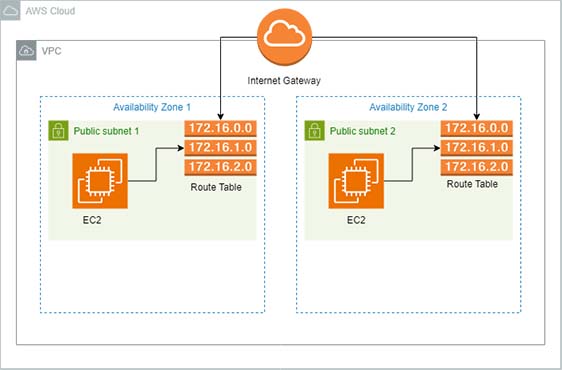 AWS Cloud
VPC
Internet Gateway
Availability Zone 1
Public subnet 1
172.16.0.0
172.16.1.0
172.16.2.0
Route Table
EC2
Availability Zone 2
Public subnet 2
172.16.0.0
172.16.1.0
172.16.2.0
Route Table
EC2